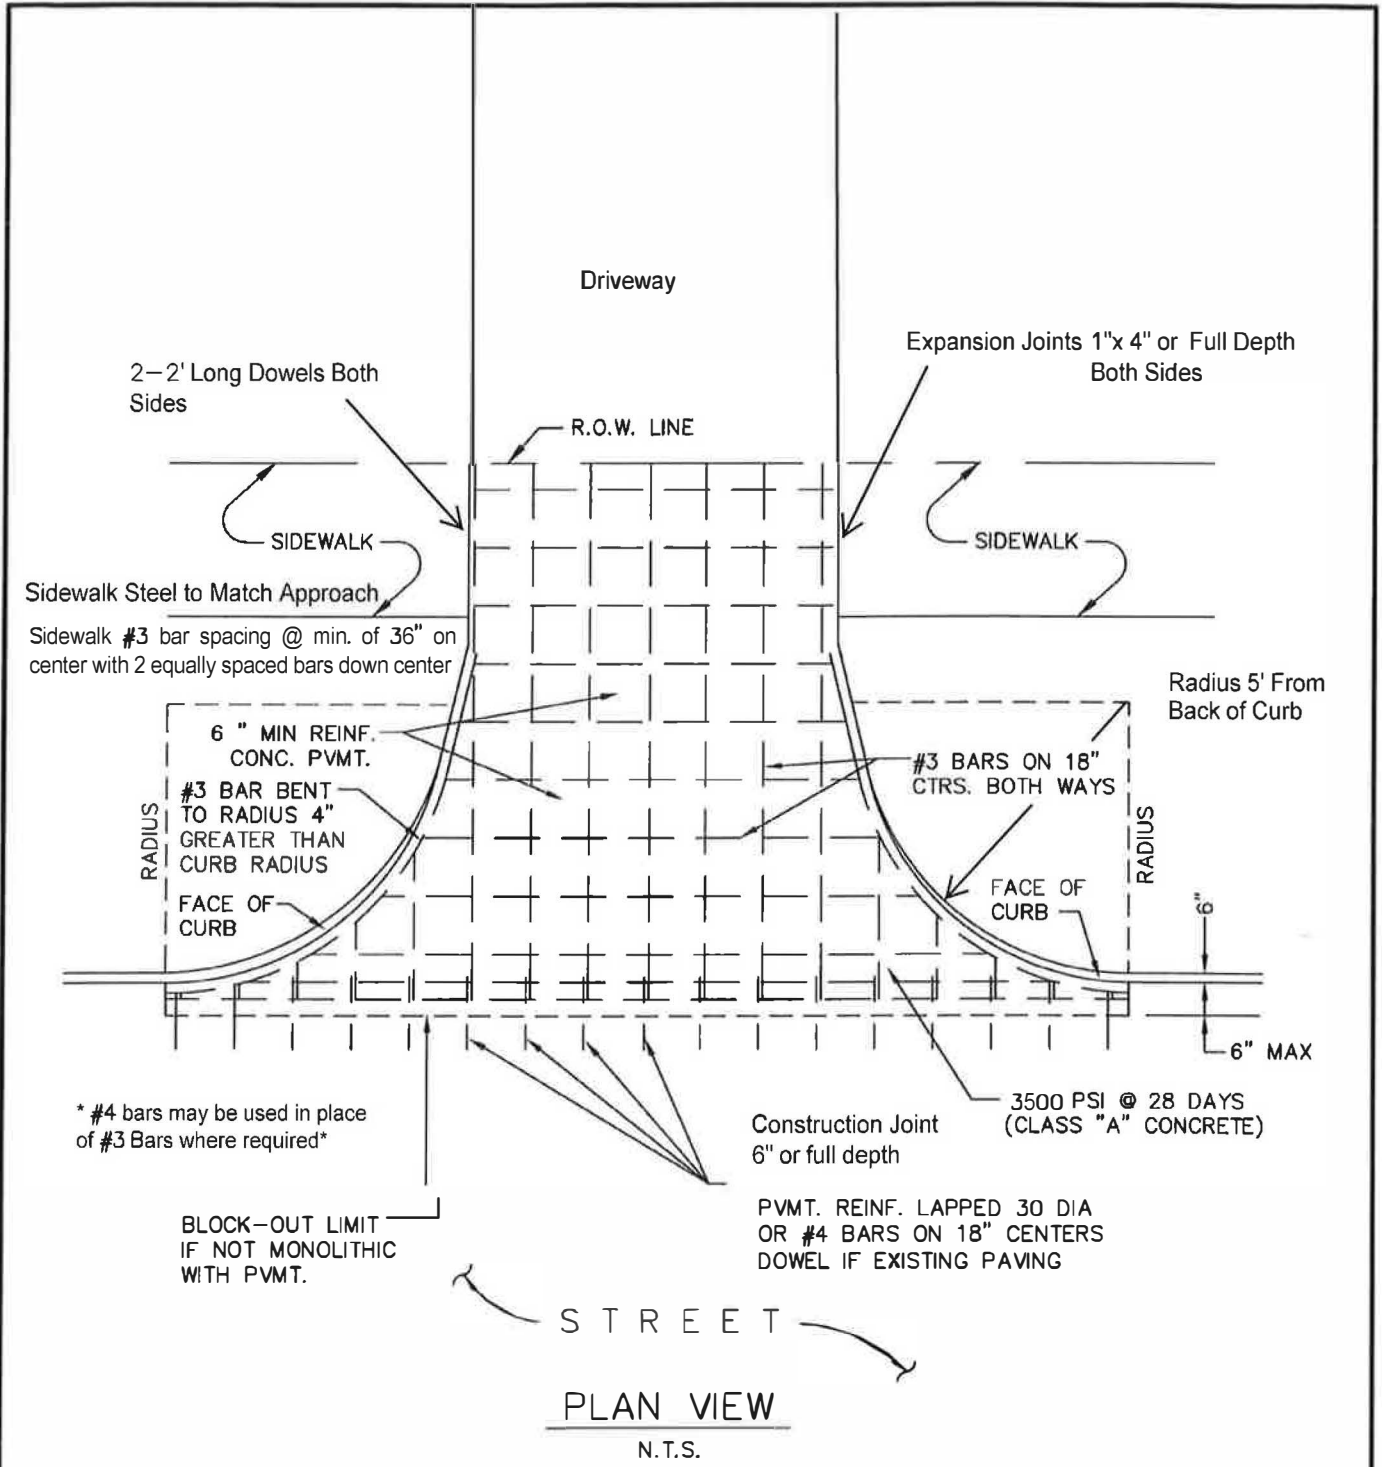 Driveway
Expansion Joints 1"x 4" or Full Depth
Both Sides
2-2' Long Dowels Both
Sides
R.O.W. LINE
SIDEWALK
SIDEWALK
Sidewalk Steel to Match Approach
Sidewalk #3 bar spacing @ min. of 36" on
center with 2 equally spaced bars down center
Radius 5' From
Back of Curb
6 " MIN REINF.
CONC. PVMT.
#3 BARS ON 18"
CTRS. BOTH WAYS
#3 BAR BENT
TO RADIUS 4"
GREATER THAN
CURB RADIUS
RADIUS
RADIUS
FACE OF
CURB
FACE OF
CURB
6"
6" MAX
3500 PSI @ 28 DAYS
(CLASS "A" CONCRETE)
* #4 bars may be used in place
of #3 Bars where required*
Construction Joint
6" or full depth
BLOCK-OUT LIMIT
IF NOT MONOLITHIC
WITH PVMT.
PVMT. REINF. LAPPED 30 DIA
OR #4 BARS ON 18" CENTERS
DOWEL IF EXISTING PAVING
STREET
PLAN VIEW
N.T.S.